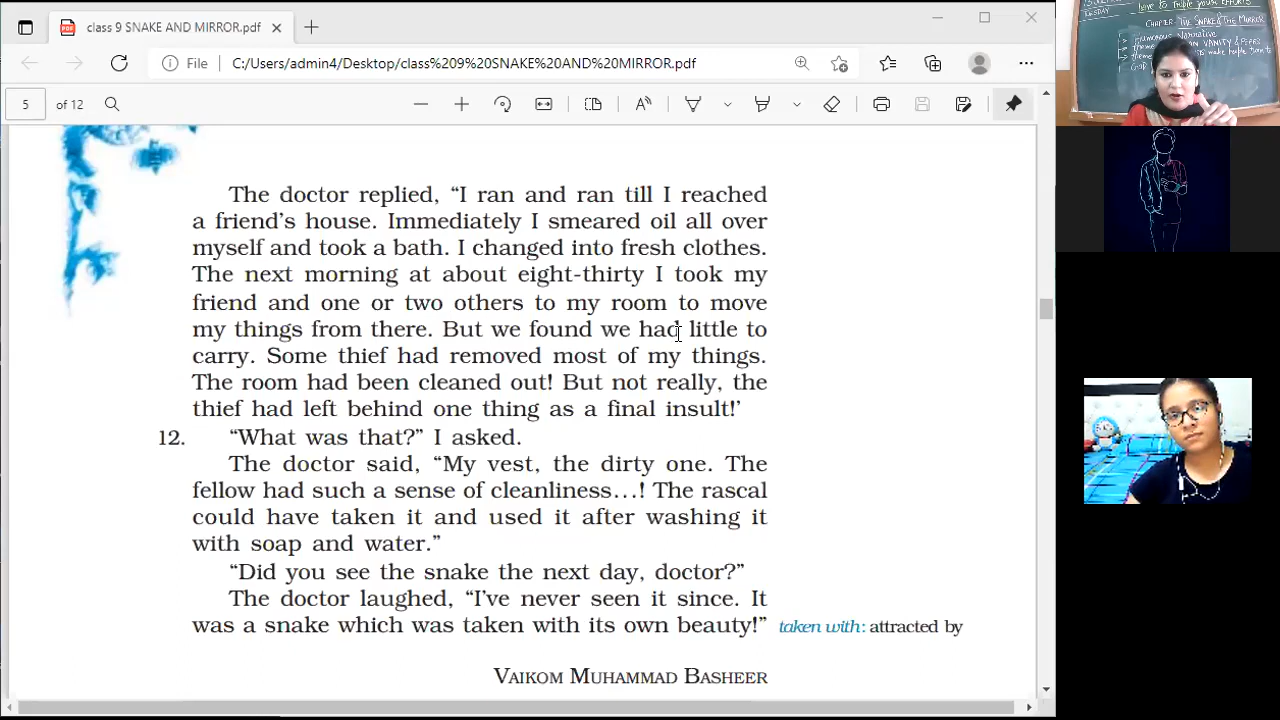 class 9 SNAKE AND MIRROR.pdf
File C:/Users/admin4/Desktop/class%209%20SNAKE%20AND%20MIRROR.pdf
5 of 12
The doctor replied, “I ran and ran till I reached
a friend’s house. Immediately I smeared oil all over
myself and took a bath. I changed into fresh clothes.
The next morning at about eight-thirty I took my
friend and one or two others to my room to move
my things from there. But we found we had little to
carry. Some thief had removed most of my things.
The room had been cleaned out! But not really, the
thief had left behind one thing as a final insult!’
12. “What was that?” I asked.
The doctor said, “My vest, the dirty one. The
fellow had such a sense of cleanliness...! The rascal
could have taken it and used it after washing it
with soap and water.”
“Did you see the snake the next day, doctor?”
The doctor laughed, “I’ve never seen it since. It
was a snake which was taken with its own beauty!”
taken with: attracted by
VAIKOM MUHAMMAD BASHEER
CHAPTER: THE SNAKE & THE MIRROR